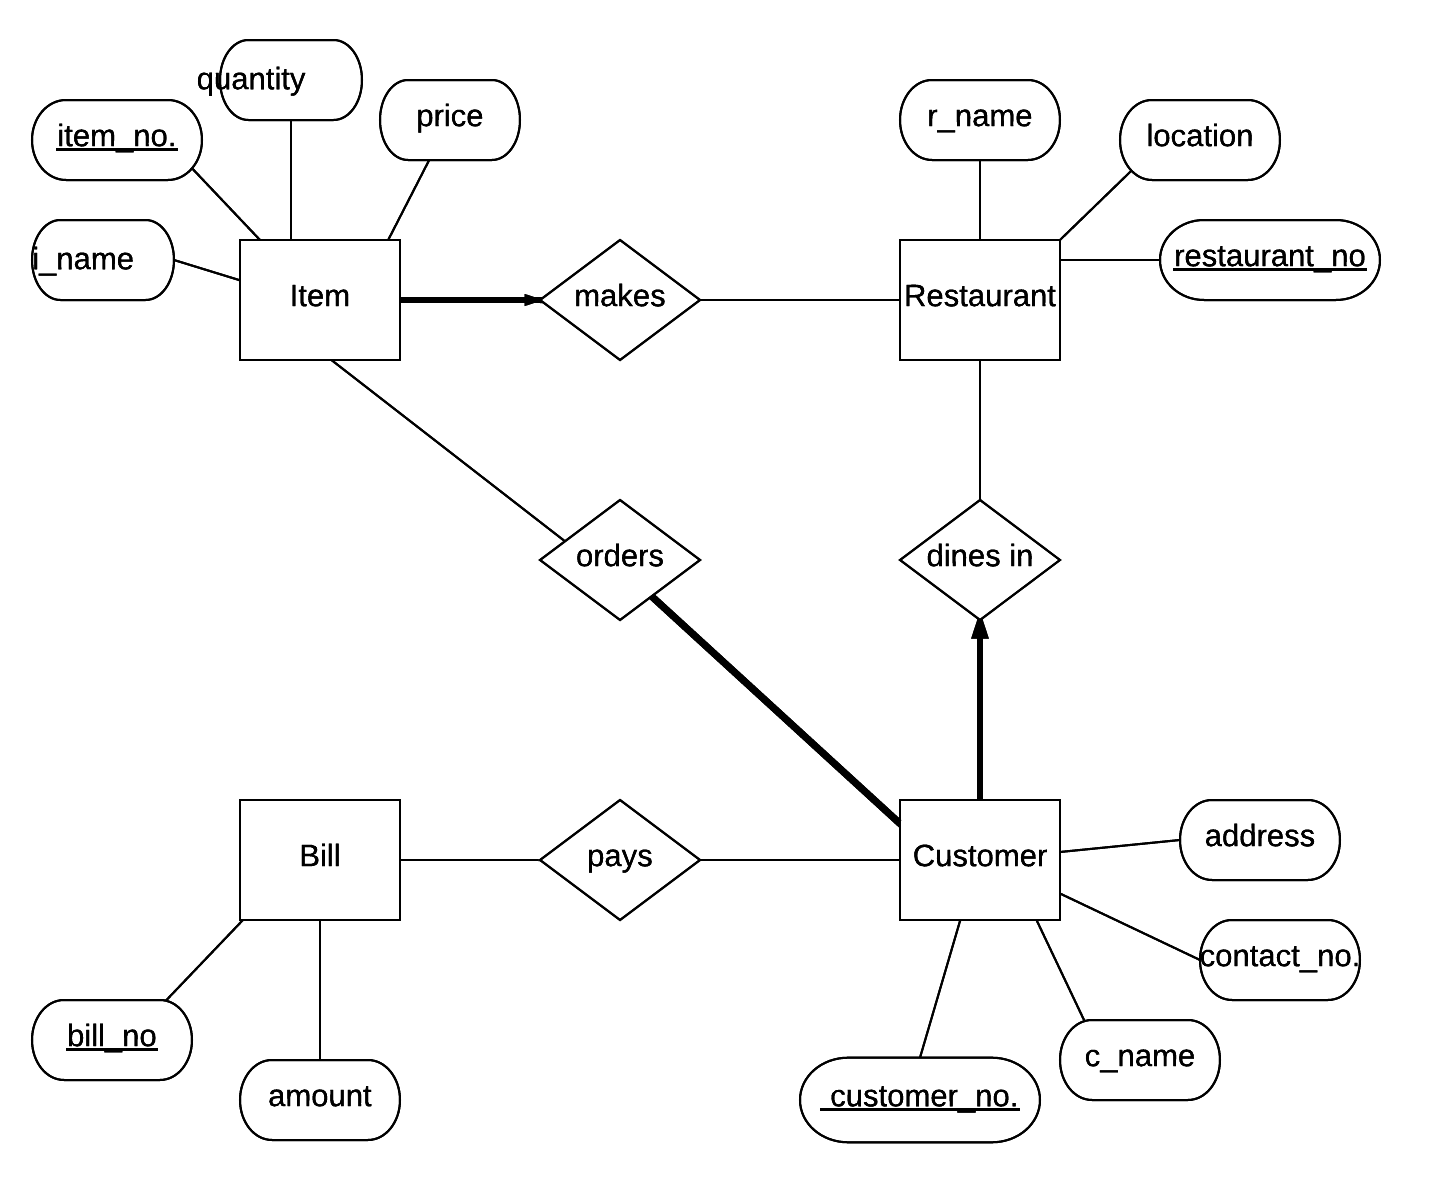 quantity
price
item_no.
r_name
location
i_name
restaurant_no
Item
makes
Restaurant
orders
dines in
Bill
pays
Customer
address
contact_no.
bill_no
c_name
amount
customer_no.